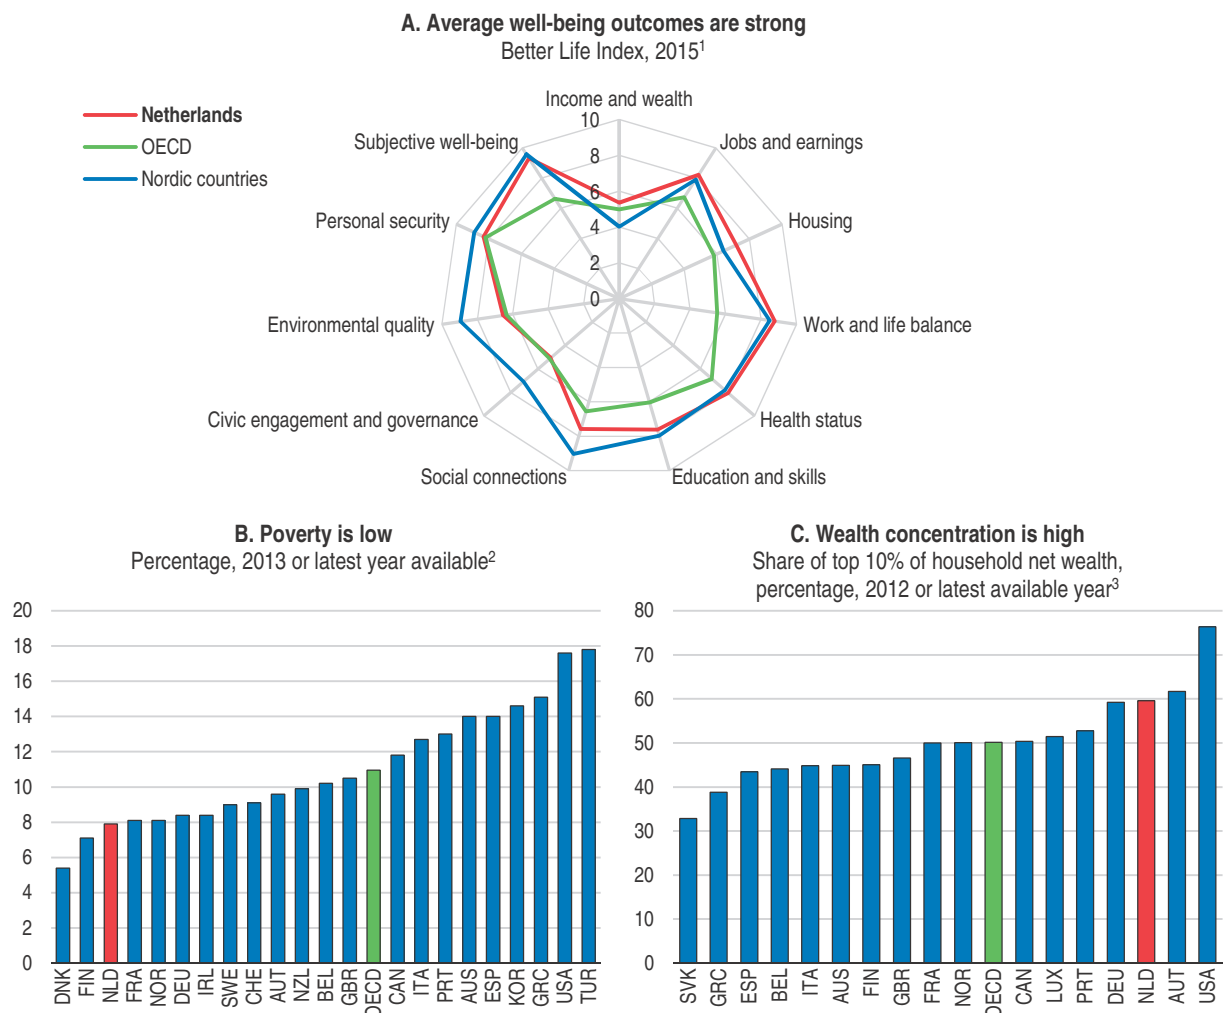 A. Average well-being outcomes are strong
Better Life Index, 2015¹
Netherlands
OECD
Nordic countries
Income and wealth
Jobs and earnings
Housing
Work and life balance
Health status
Education and skills
Social connections
Civic engagement and governance
Environmental quality
Personal security
Subjective well-being
10
8
6
4
2
0
B. Poverty is low
Percentage, 2013 or latest year available²
20
18
16
14
12
10
8
6
4
2
0
DNK
FIN
NLD
FRA
NOR
DEU
IRL
SWE
CHE
AUT
NZL
BEL
GBR
OECD
CAN
ITA
PRT
AUS
ESP
KOR
GRC
USA
TUR
C. Wealth concentration is high
Share of top 10% of household net wealth,
percentage, 2012 or latest available year³
80
70
60
50
40
30
20
10
0
SVK
GRC
ESP
BEL
ITA
AUS
FIN
GBR
FRA
NOR
OECD
CAN
LUX
PRT
DEU
NLD
AUT
USA